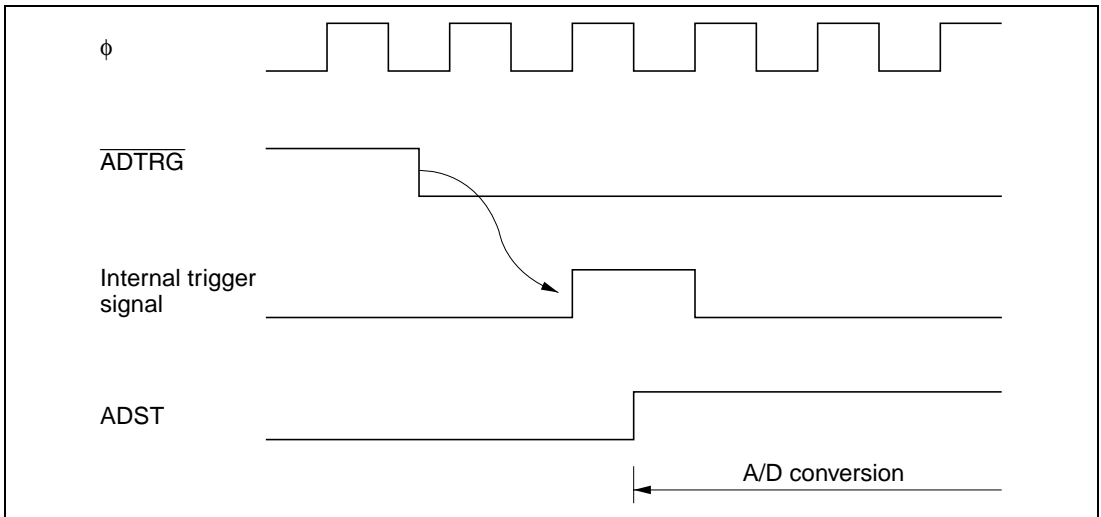 ϕ
ADTRG
Internal trigger
signal
ADST
A/D conversion